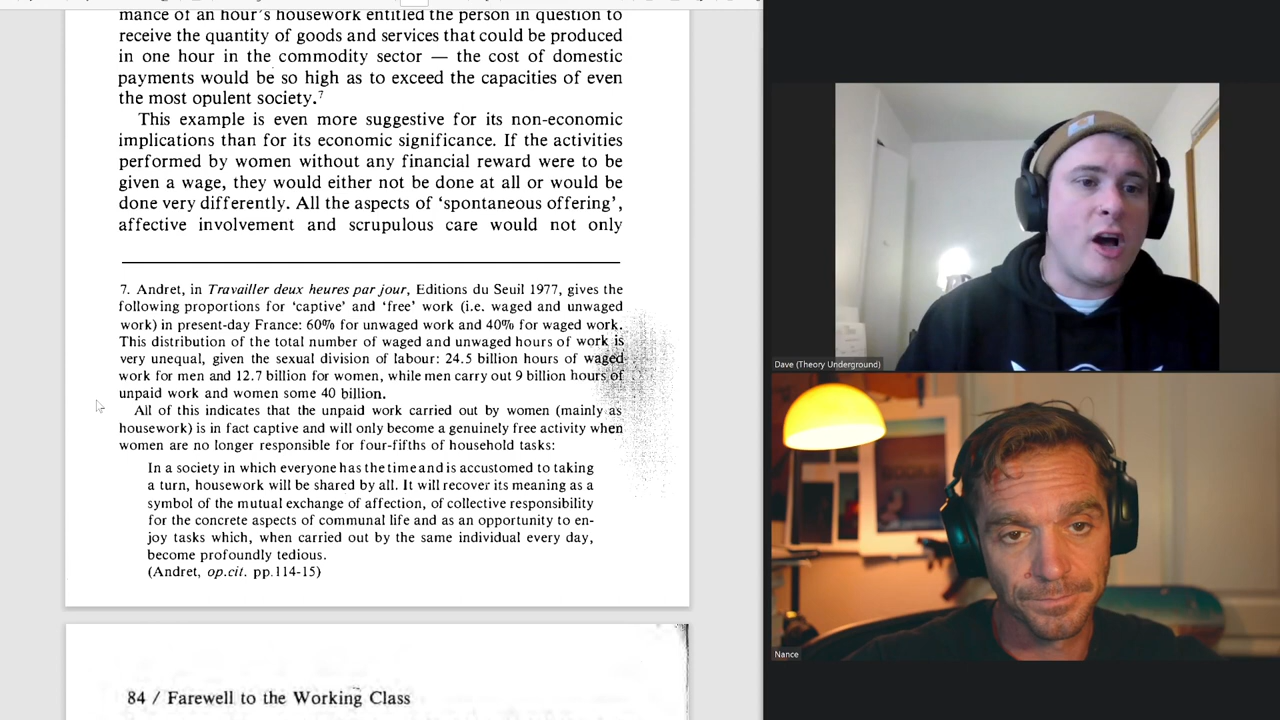 mance of an hour's housework entitled the person in question to
receive the quantity of goods and services that could be produced
in one hour in the commodity sector — the cost of domestic
payments would be so high as to exceed the capacities of even
the most opulent society.⁷
This example is even more suggestive for its non-economic
implications than for its economic significance. If the activities
performed by women without any financial reward were to be
given a wage, they would either not be done at all or would be
done very differently. All the aspects of 'spontaneous offering',
affective involvement and scrupulous care would not only
7. Andret, in Travailler deux heures par jour, Editions du Seuil 1977, gives the
following proportions for 'captive' and 'free' work (i.e. waged and unwaged
work) in present-day France: 60% for unwaged work and 40% for waged work.
This distribution of the total number of waged and unwaged hours of work is
very unequal, given the sexual division of labour: 24.5 billion hours of waged
work for men and 12.7 billion for women, while men carry out 9 billion hours of
unpaid work and women some 40 billion.
All of this indicates that the unpaid work carried out by women (mainly as
housework) is in fact captive and will only become a genuinely free activity when
women are no longer responsible for four-fifths of household tasks:
In a society in which everyone has the time and is accustomed to taking
a turn, housework will be shared by all. It will recover its meaning as a
symbol of the mutual exchange of affection, of collective responsibility
for the concrete aspects of communal life and as an opportunity to en-
joy tasks which, when carried out by the same individual every day,
become profoundly tedious.
(Andret, op.cit. pp.114-15)
84 / Farewell to the Working Class
Dave (Theory Underground)
Nance